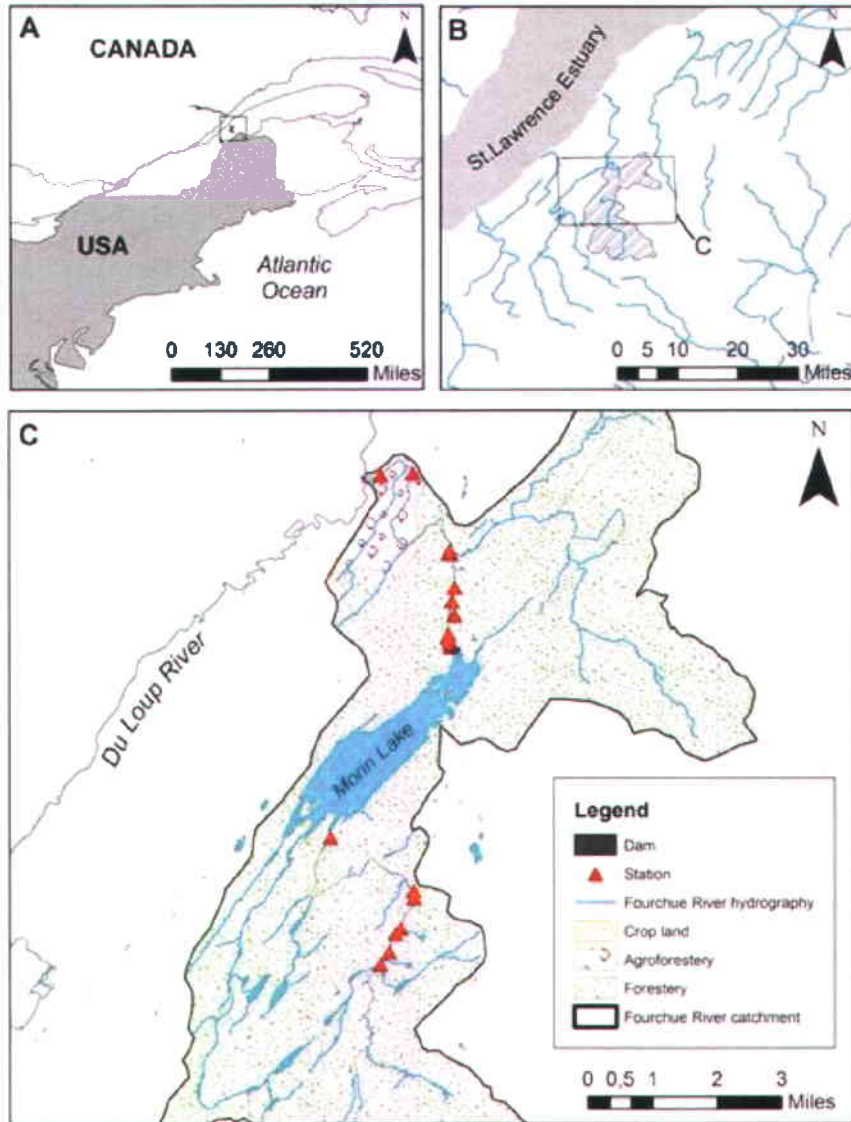 A
CANADA
N
USA
Atlantic
Ocean
0 130 260 520
Miles
B
N
St.Lawrence Estuary
C
0 5 10 20 30
Miles
C
N
Du Loup River
Morin Lake
Legend
Dam
Station
Fourchue River hydrography
Crop land
Agroforestery
Forestery
Fourchue River catchment
0 0,5 1 2 3
Miles